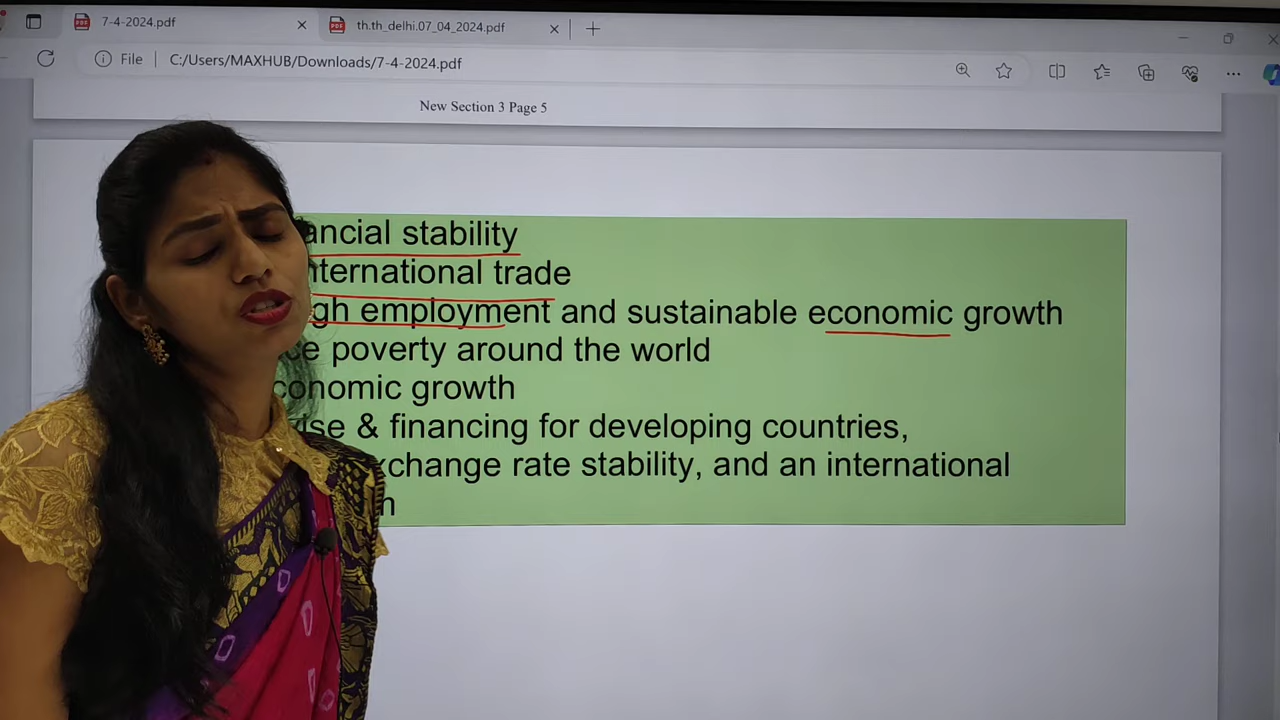 7-4-2024.pdf
th.th_delhi.07_04_2024.pdf
File
C:/Users/MAXHUB/Downloads/7-4-2024.pdf
New Section 3 Page 5
ancial stability
nternational trade
gh employment and sustainable economic growth
ce poverty around the world
conomic growth
ise & financing for developing countries,
xchange rate stability, and an international